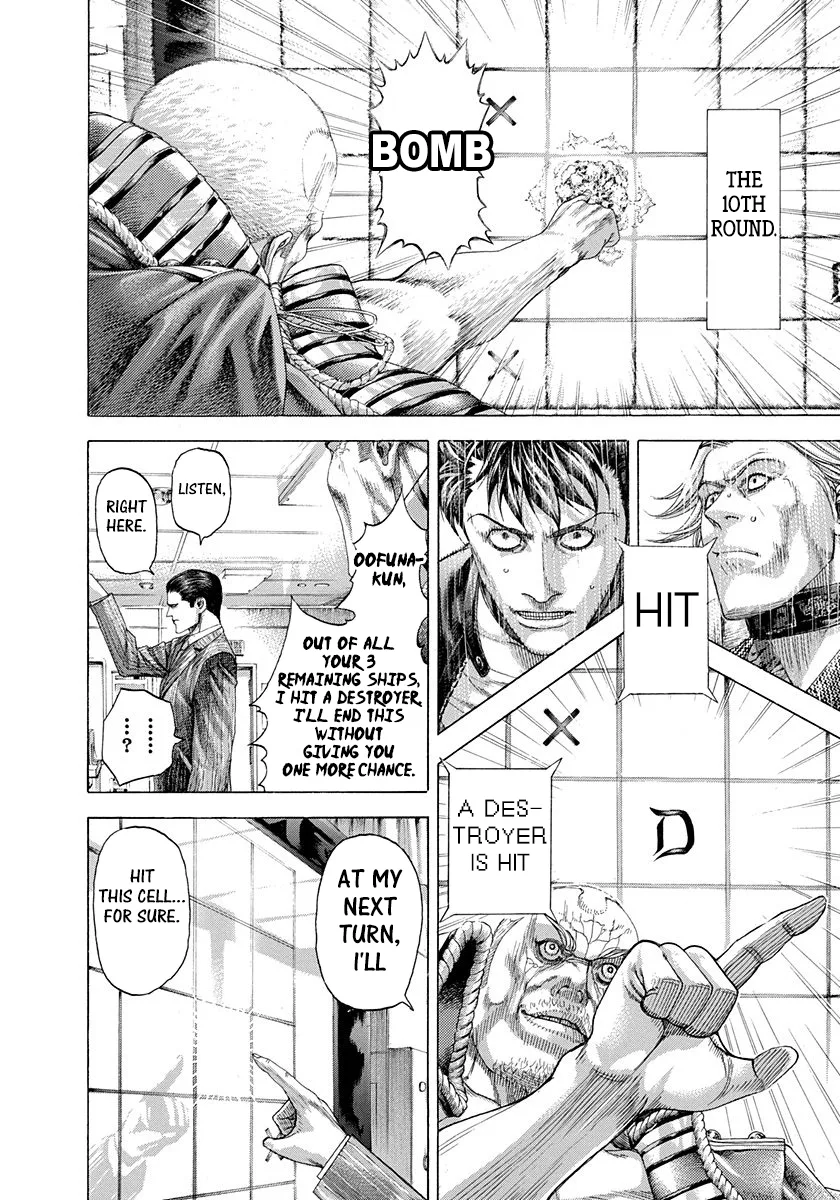 THE
10TH
ROUND.
BOMB
HIT
A DES-
TROYER
IS HIT
D
OOFUNA-
KUN,
OUT OF ALL
YOUR 3
REMAINING SHIPS,
I HIT A DESTROYER.
I'LL END THIS
WITHOUT
GIVING YOU
ONE MORE CHANCE.
LISTEN,
RIGHT
HERE.
......?
AT MY
NEXT
TURN,
I'LL
HIT
THIS CELL...
FOR SURE.